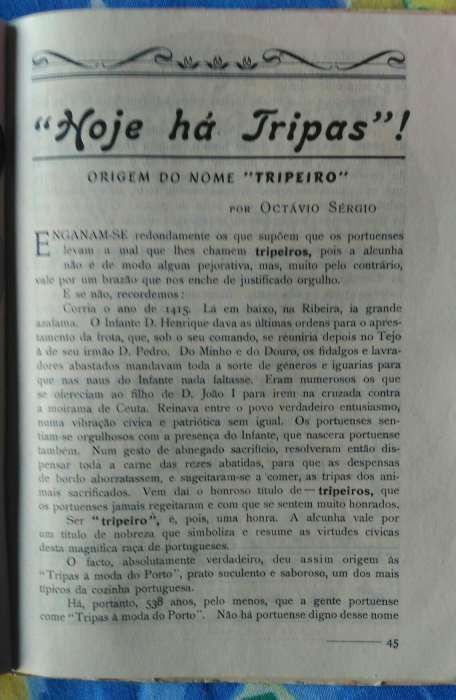 "Hoje há Tripas"!
ORIGEM DO NOME "TRIPEIRO"
POR OCTÁVIO SÉRGIO
ENGANAM-SE redondamente os que supõem que os portuenses
levam a mal que lhes chamem tripeiros, pois a alcunha
não é de modo algum pejorativa, mas, muito pelo contrário,
vale por um brazão que nos enche de justificado orgulho.
E se não, recordemos:
Corria o ano de 1415. Lá em baixo, na Ribeira, ia grande
azafama. O Infante D. Henrique dava as últimas ordens para o apres-
tamento da frota, que, sob o seu comando, se reuniria depois no Tejo
à de seu irmão D. Pedro. Do Minho e do Douro, os fidalgos e lavra-
dores abastados mandavam toda a sorte de géneros e iguarias para
que nas naus do Infante nada faltasse. Eram numerosos os que
se ofereciam ao filho de D. João I para irem na cruzada contra
a moirama de Ceuta. Reinava entre o povo verdadeiro entusiasmo,
numa vibração cívica e patriótica sem igual. Os portuenses sen-
tiam-se orgulhosos com a presença do Infante, que nascera portuense
também. Num gesto de abnegado sacrifício, resolveram então dis-
pensar toda a carne das rezes abatidas, para que as despensas
de bordo abarrotassem, e sugeitaram-se a comer, as tripas dos ani-
mais sacrificados. Vem daí o honroso título de—tripeiros, que
os portuenses jamais regeitaram e com que se sentem muito honrados.
Ser "tripeiro", é, pois, uma honra. A alcunha vale por
um título de nobreza que simboliza e resume as virtudes cívicas
desta magnífica raça de portugueses.
O facto, absolutamente verdadeiro, deu assim origem às
"Tripas à moda do Porto", prato suculento e saboroso, um dos mais
típicos da cozinha portuguesa.
Há, portanto, 538 anos, pelo menos, que a gente portuense
come "Tripas à moda do Porto". Não há portuense digno desse nome
45